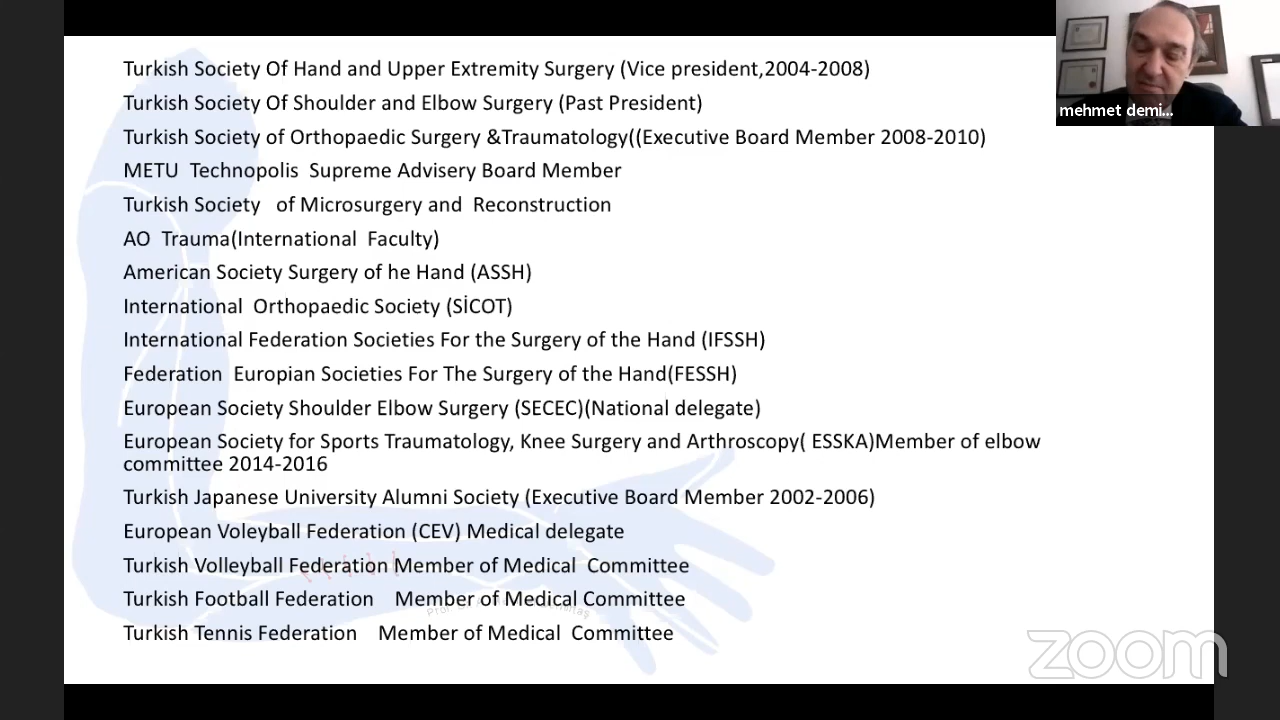 Turkish Society Of Hand and Upper Extremity Surgery (Vice president,2004-2008)
Turkish Society Of Shoulder and Elbow Surgery (Past President)
Turkish Society of Orthopaedic Surgery &Traumatology((Executive Board Member 2008-2010)
METU Technopolis Supreme Advisery Board Member
Turkish Society of Microsurgery and Reconstruction
AO Trauma(International Faculty)
American Society Surgery of he Hand (ASSH)
International Orthopaedic Society (SİCOT)
International Federation Societies For the Surgery of the Hand (IFSSH)
Federation Europian Societies For The Surgery of the Hand(FESSH)
European Society Shoulder Elbow Surgery (SECEC)(National delegate)
European Society for Sports Traumatology, Knee Surgery and Arthroscopy( ESSKA)Member of elbow
committee 2014-2016
Turkish Japanese University Alumni Society (Executive Board Member 2002-2006)
European Voleyball Federation (CEV) Medical delegate
Turkish Volleyball Federation Member of Medical Committee
Turkish Football Federation Member of Medical Committee
Turkish Tennis Federation Member of Medical Committee
mehmet demi...
zoom